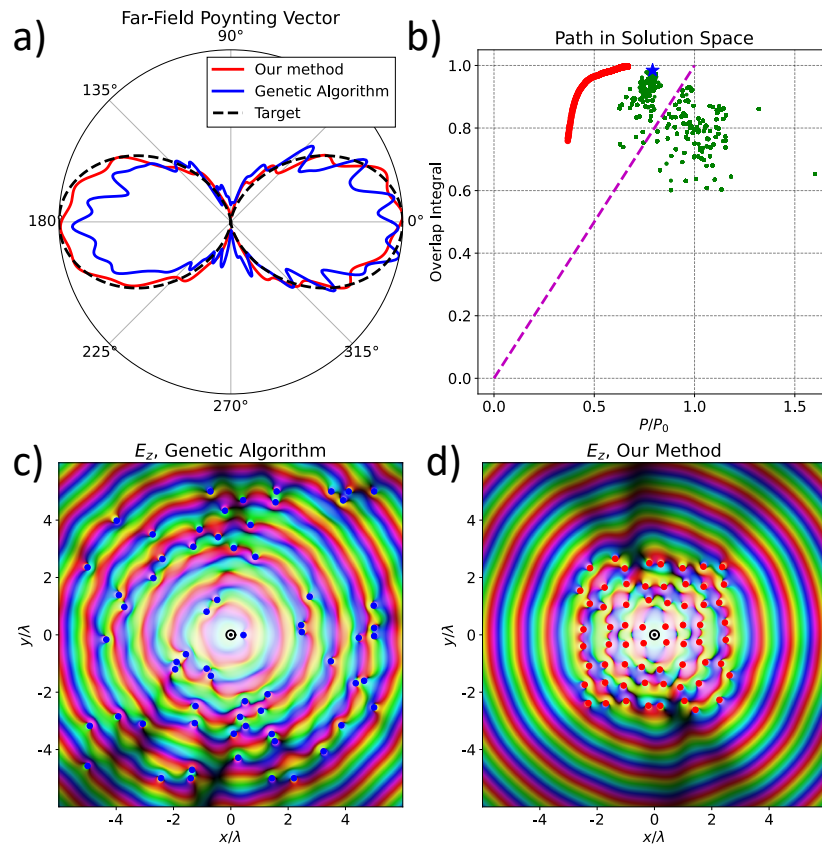 a)
Far-Field Poynting Vector
90°
135°
Our method
Genetic Algorithm
Target
180°
0°
225°
315°
270°
b)
Path in Solution Space
1.0
0.8
0.6
0.4
0.2
0.0
Overlap Integral
0.0 0.5 1.0 1.5
P/P₀
c)
E_z, Genetic Algorithm
4
2
0
-2
-4
y/λ
-4 -2 0 2 4
x/λ
d)
E_z, Our Method
4
2
0
-2
-4
y/λ
-4 -2 0 2 4
x/λ